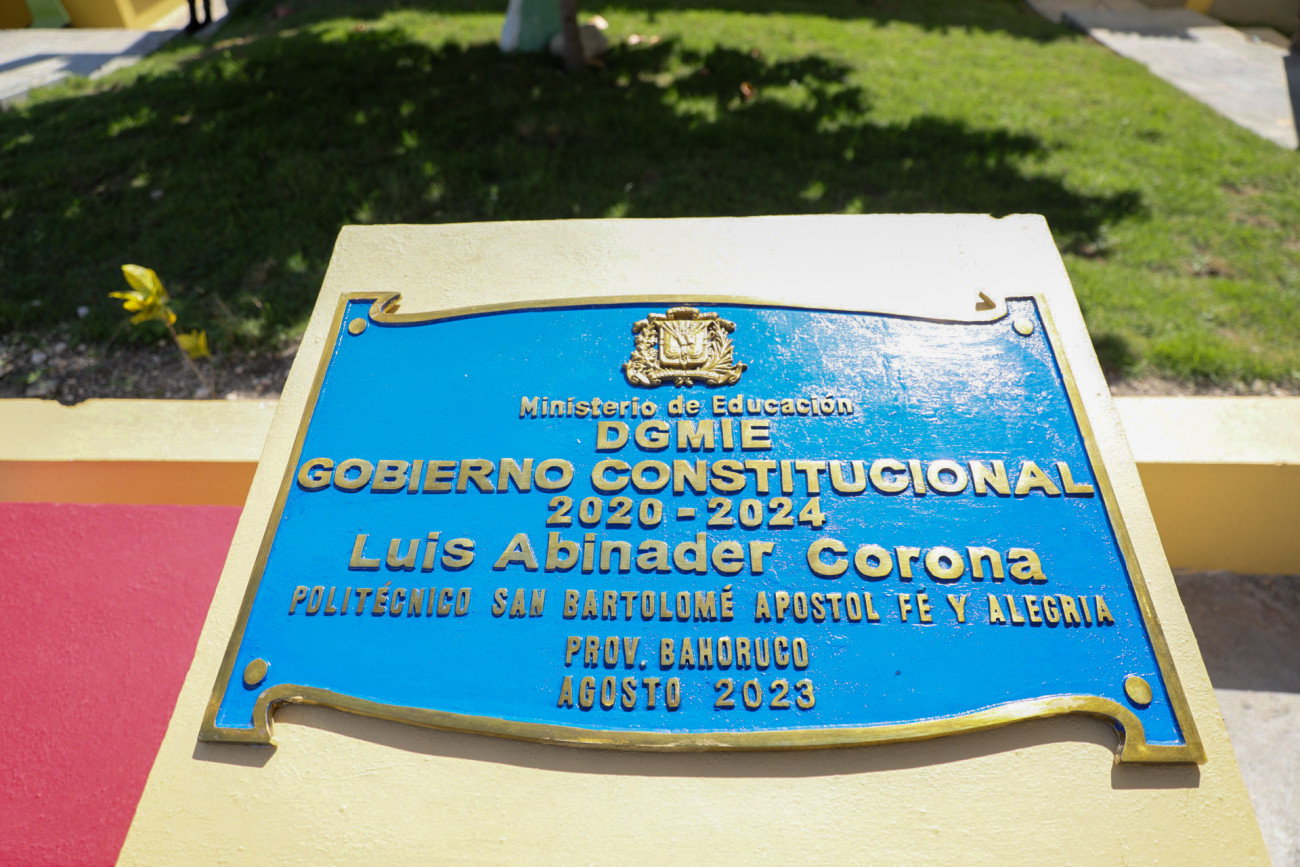 Ministerio de Educación
DGMIE
GOBIERNO CONSTITUCIONAL
2020 - 2024
Luis Abinader Corona
POLITÉCNICO SAN BARTOLOMÉ APOSTOL FÉ Y ALEGRIA
PROV. BAHORUCO
AGOSTO 2023